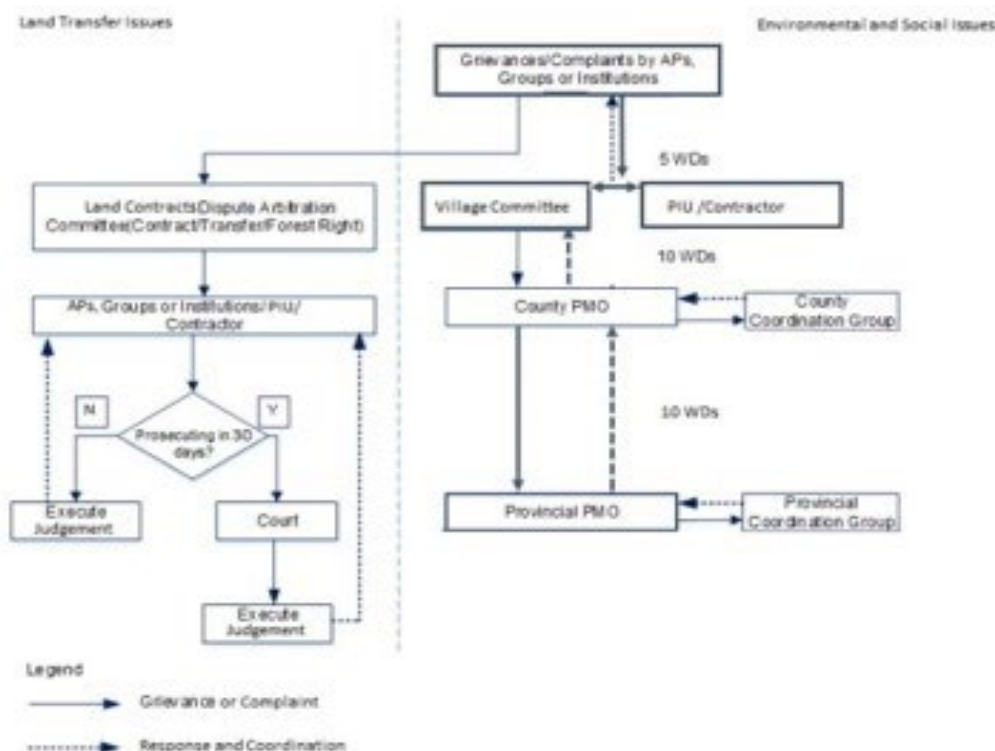 Land Transfer Issues
Environmental and Social Issues
Grievances/Complaints by APs,
Groups or Institutions
5 WDs
Land Contracts Dispute Arbitration
Committee(Contract/Transfer/Forest Right)
Village Committee
PIU /Contractor
10 WDs
APs, Groups or Institutions/PIU/
Contractor
County PMO
County
Coordination Group
N
Y
10 WDs
Prosecuting in 30
days?
Execute
Judgement
Court
Provincial PMO
Provincial
Coordination Group
Execute
Judgement
Legend
Grievance or Complaint
Response and Coordination